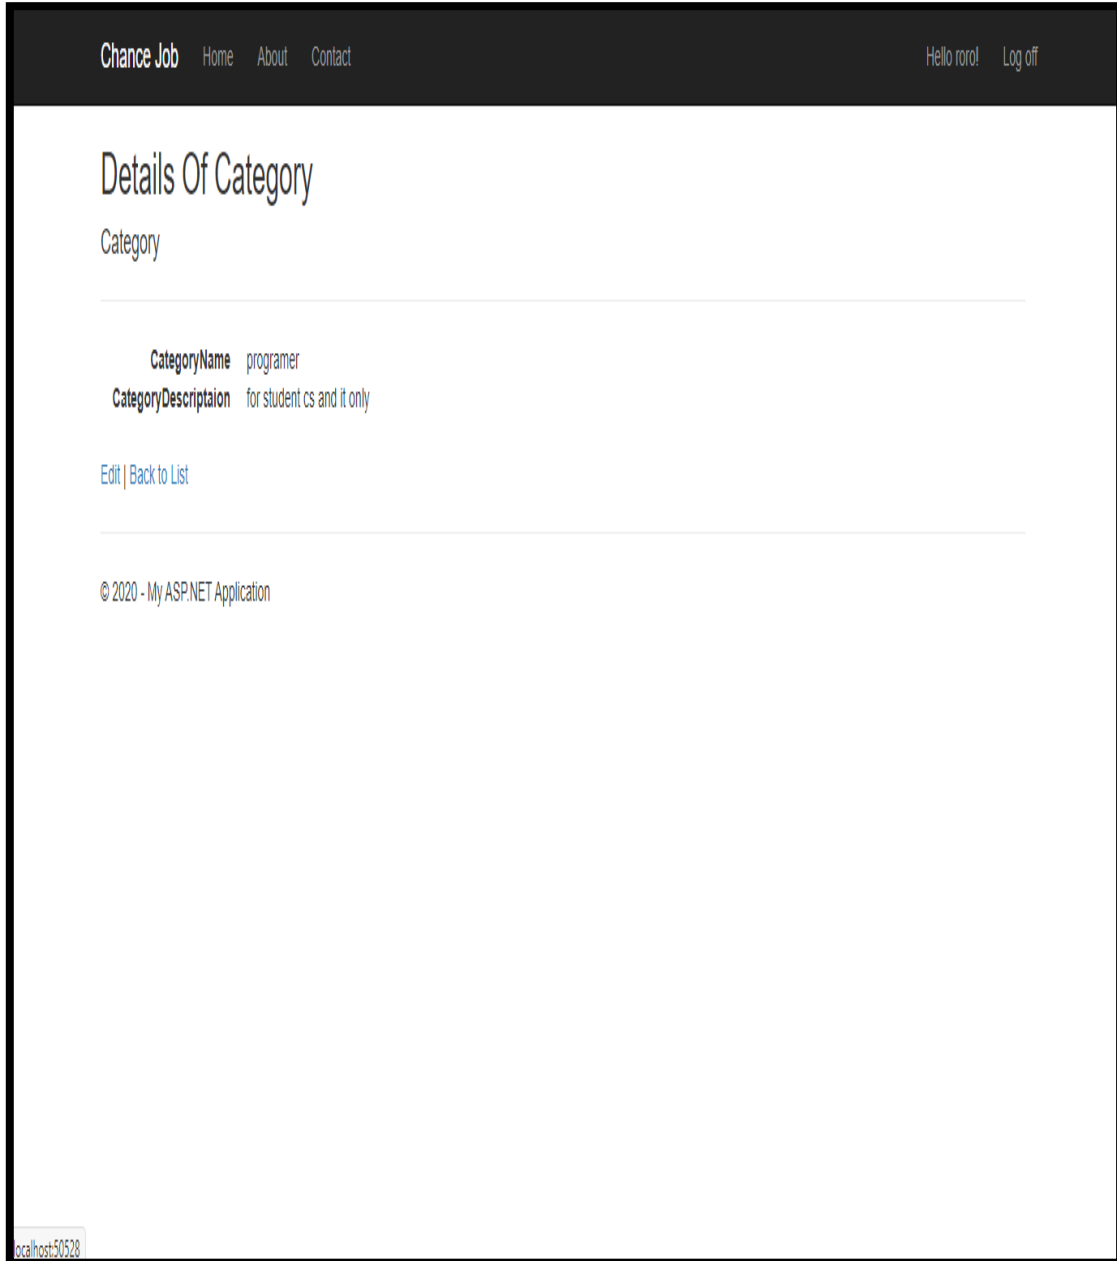 Chance Job Home About Contact Hello roro! Log off
Details Of Category
Category
CategoryName programer
CategoryDescriptaion for student cs and it only
Edit | Back to List
© 2020 - My ASP.NET Application
localhost:50528